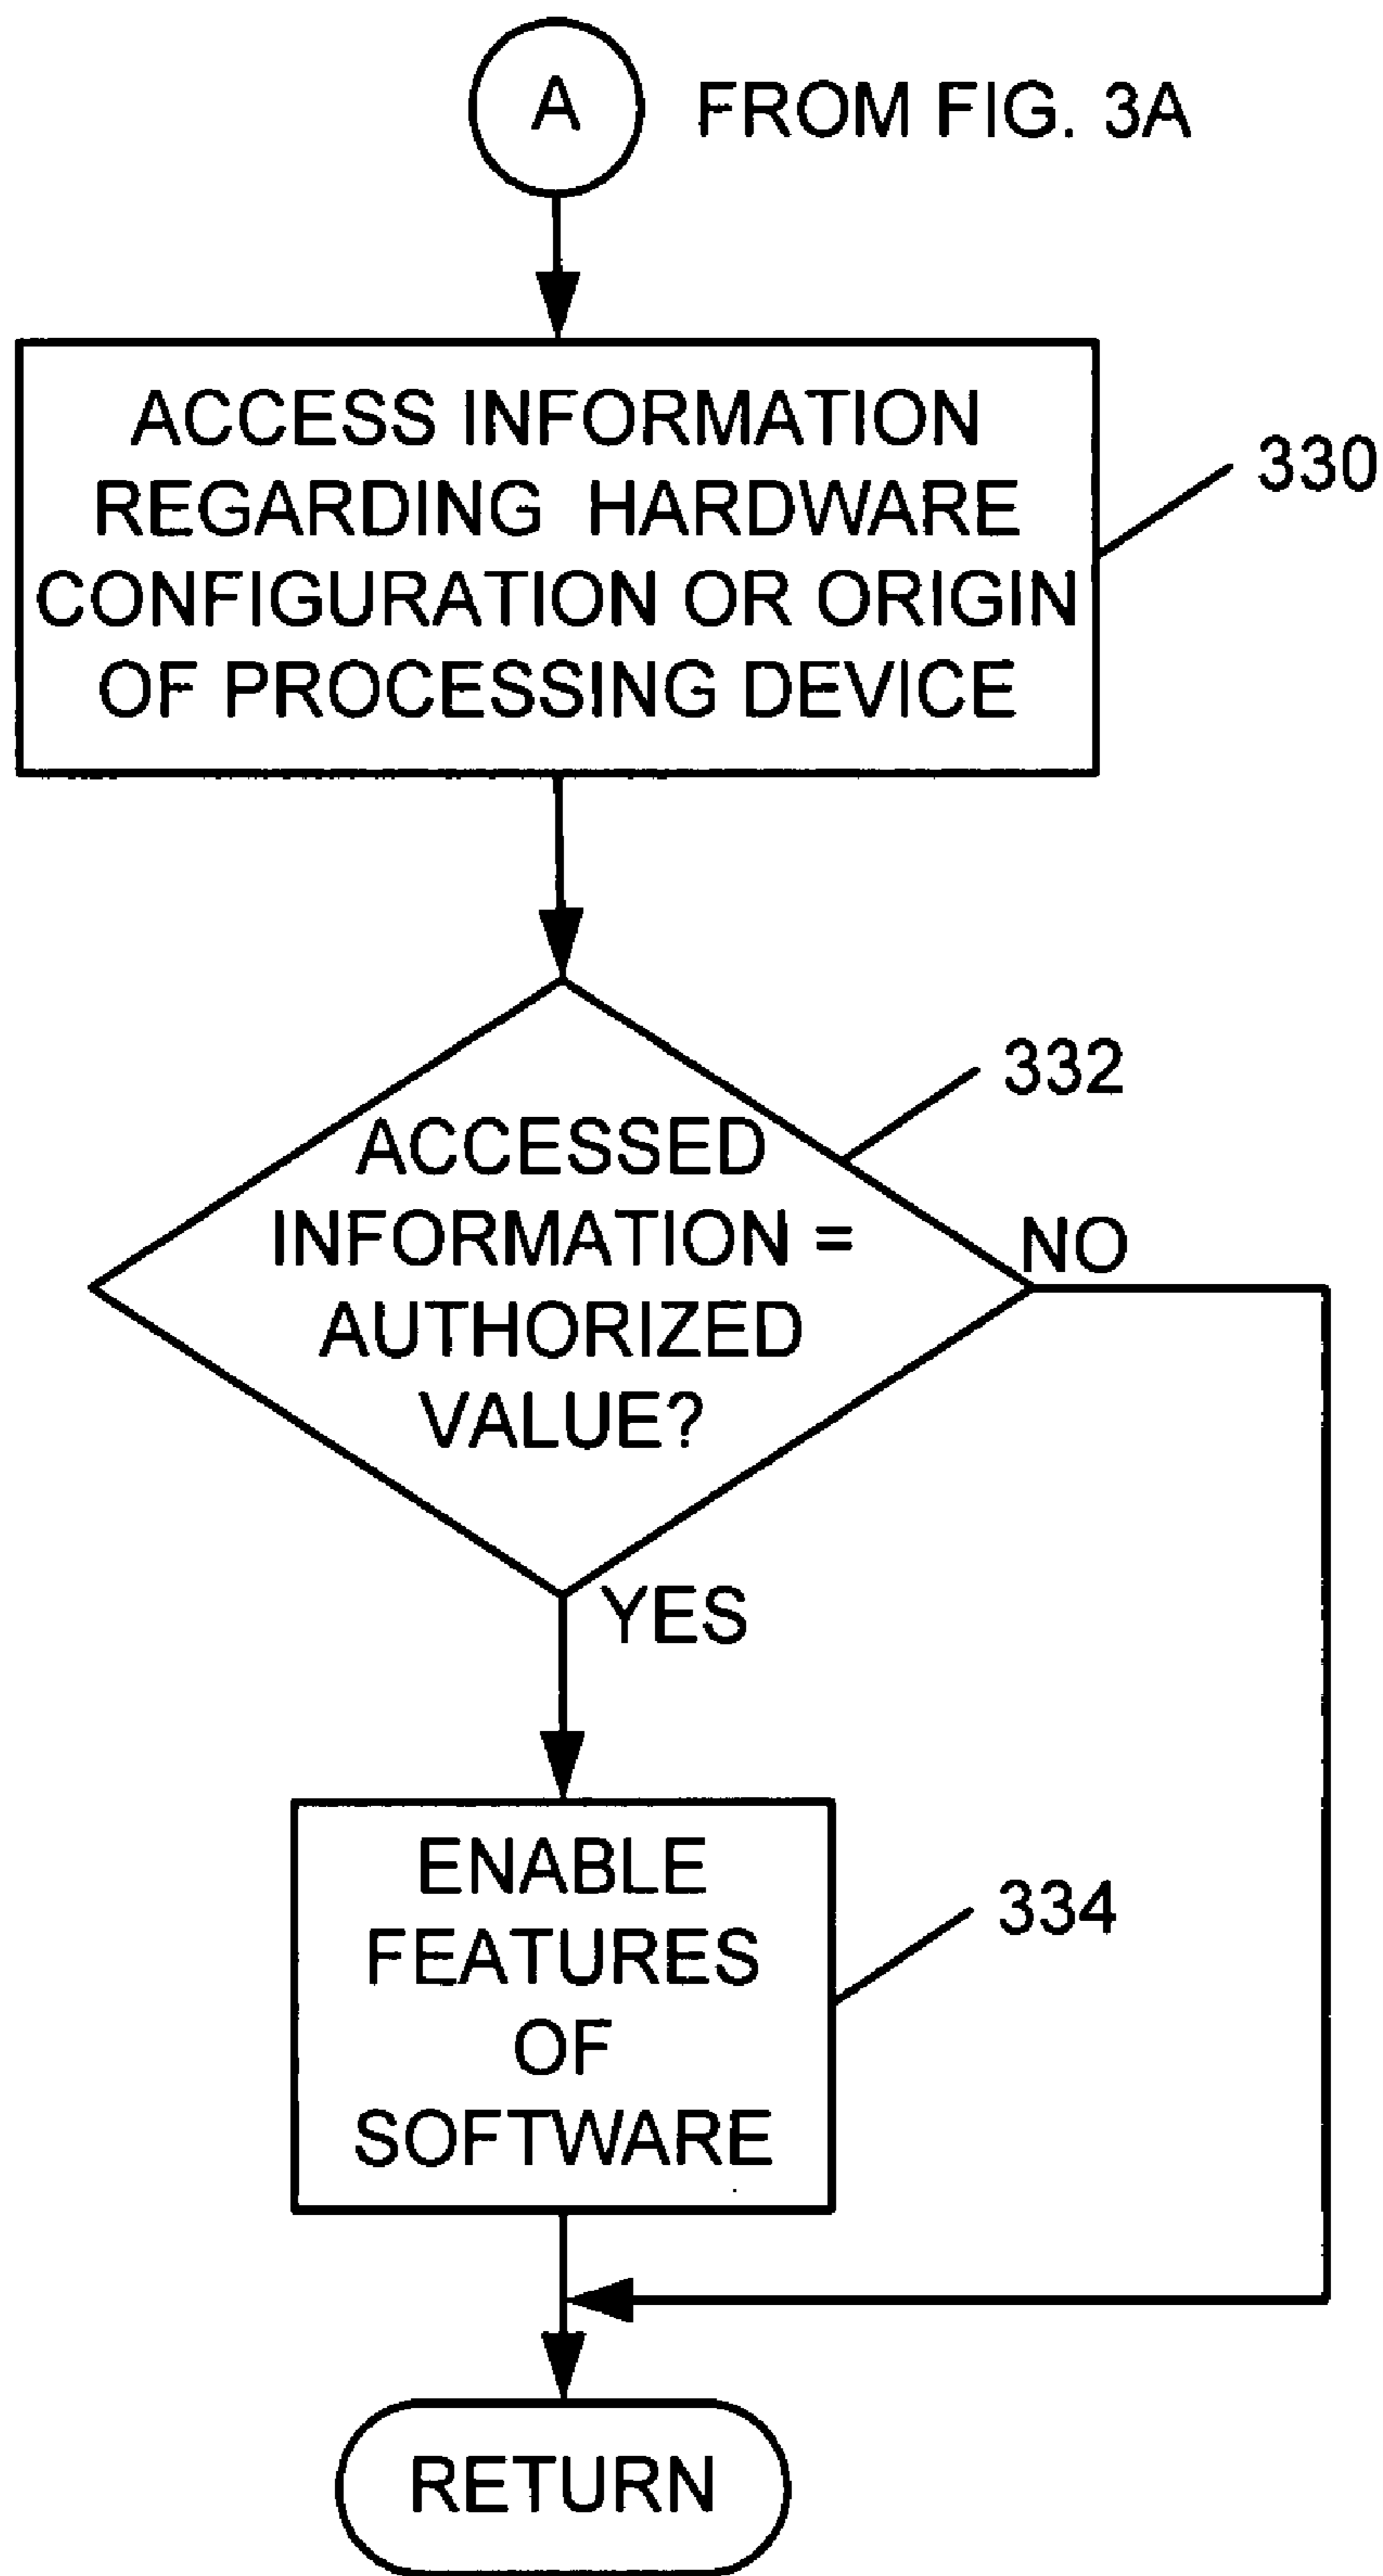 A
FROM FIG. 3A
ACCESS INFORMATION
REGARDING HARDWARE
CONFIGURATION OR ORIGIN
OF PROCESSING DEVICE
330
332
ACCESSED
INFORMATION =
AUTHORIZED
VALUE?
NO
YES
ENABLE
FEATURES
OF
SOFTWARE
334
RETURN